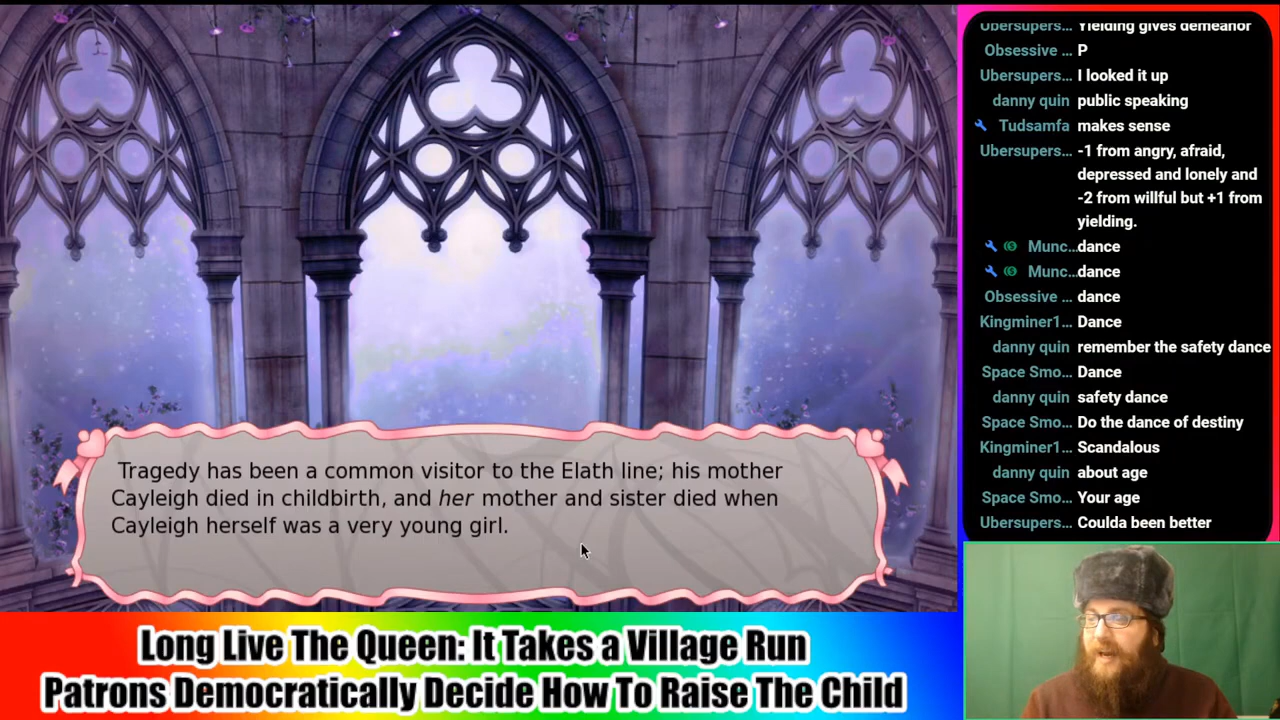 Tragedy has been a common visitor to the Elath line; his mother
Cayleigh died in childbirth, and her mother and sister died when
Cayleigh herself was a very young girl.
Long Live The Queen: It Takes a Village Run
Patrons Democratically Decide How To Raise The Child
Ubersupers... Yielding gives demeanor
Obsessive ... P
Ubersupers... I looked it up
danny quin public speaking
Tudsamfa makes sense
Ubersupers... -1 from angry, afraid,
depressed and lonely and
-2 from willful but +1 from
yielding.
Munc... dance
Munc... dance
Obsessive ... dance
Kingminer1... Dance
danny quin remember the safety dance
Space Smo... Dance
danny quin safety dance
Space Smo... Do the dance of destiny
Kingminer1... Scandalous
danny quin about age
Space Smo... Your age
Ubersupers... Coulda been better